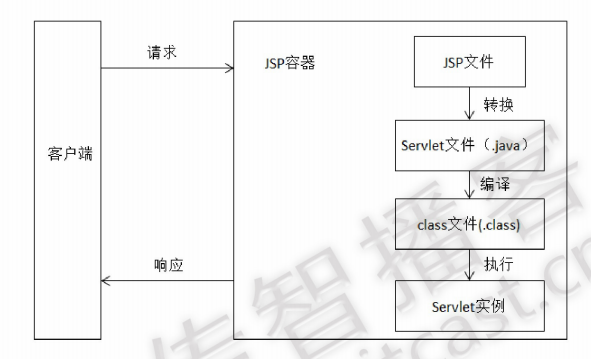 请求
JSP容器
JSP文件
转换
Servlet文件（.java）
客户端
编译
class文件(.class)
响应
执行
Servlet实例
传智播客
itcast.cn